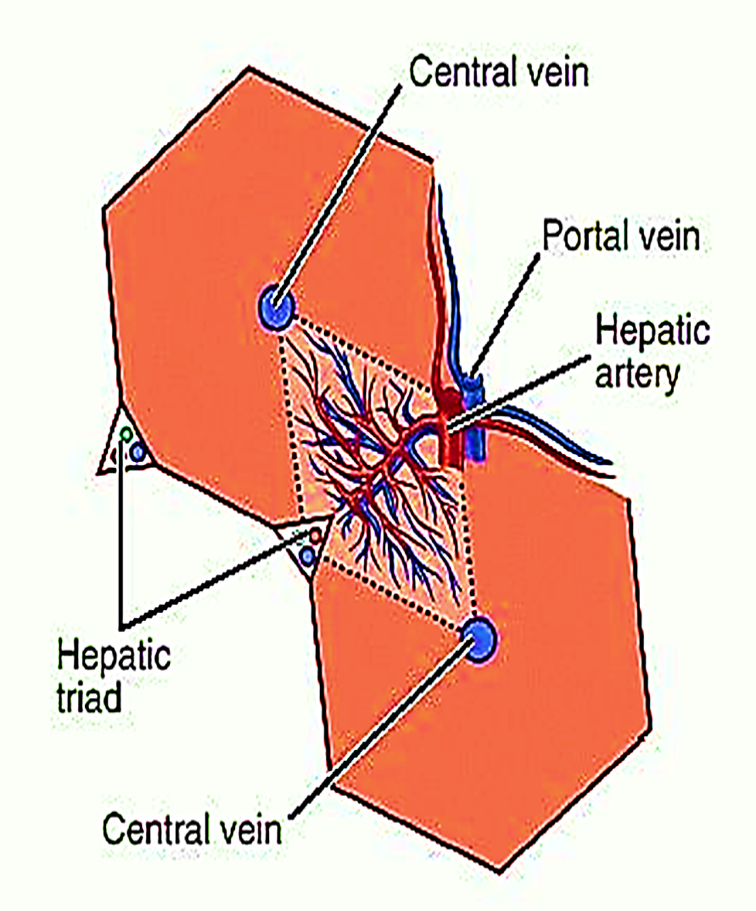 Central vein
Portal vein
Hepatic
artery
Hepatic
triad
Central vein